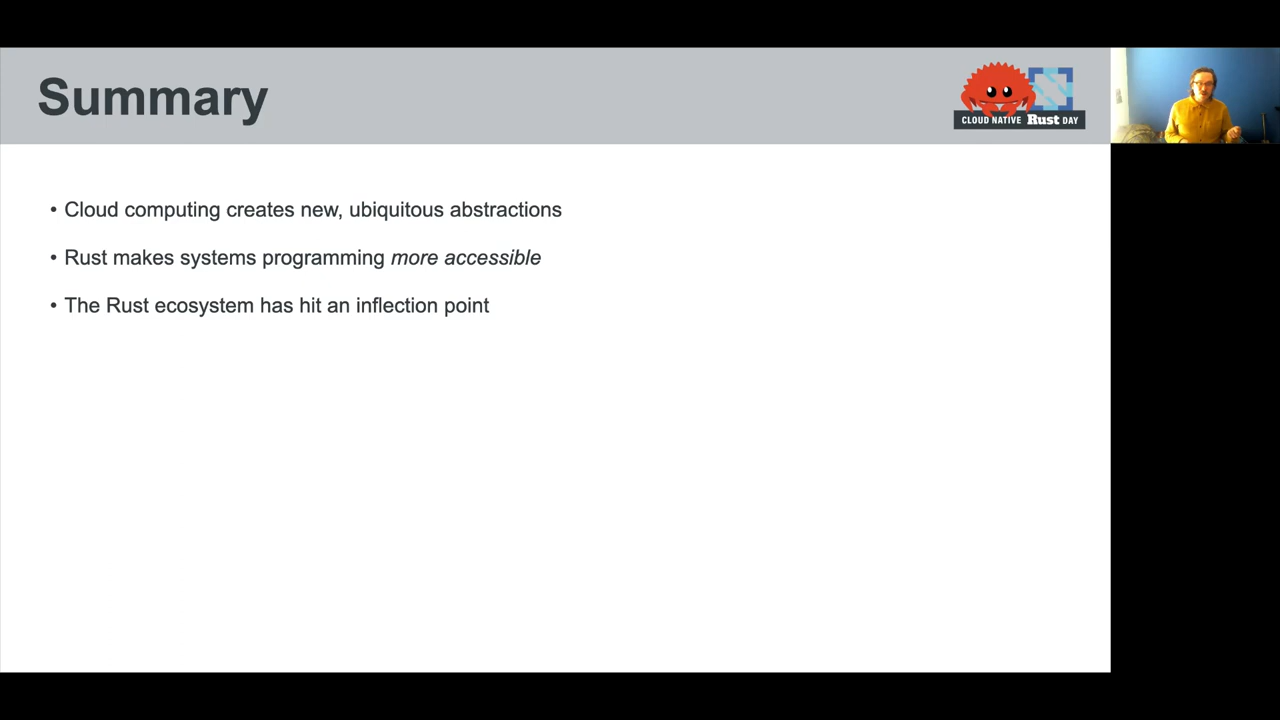 Summary
CLOUD NATIVE Rust DAY
• Cloud computing creates new, ubiquitous abstractions
• Rust makes systems programming more accessible
• The Rust ecosystem has hit an inflection point